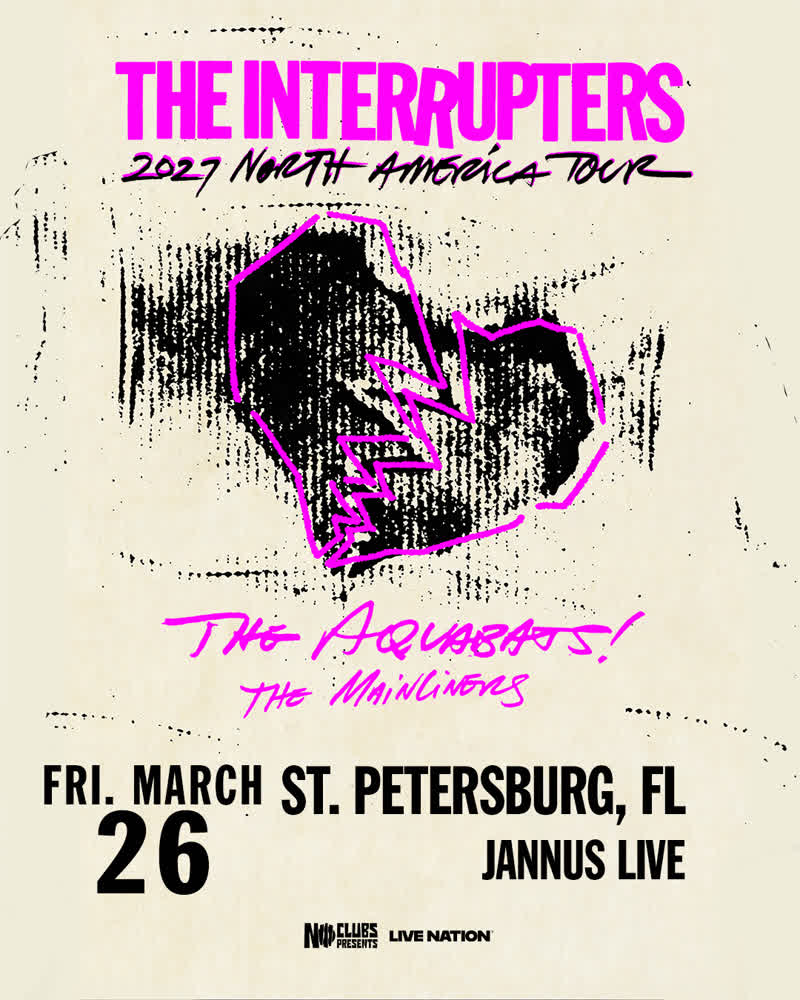 THE INTERRUPTERS
2027 NORTH AMERICA TOUR
THE AQUABATS!
THE MAINLINERS
FRI. MARCH
26
ST. PETERSBURG, FL
JANNUS LIVE
NO CLUBS
PRESENTS
LIVE NATION